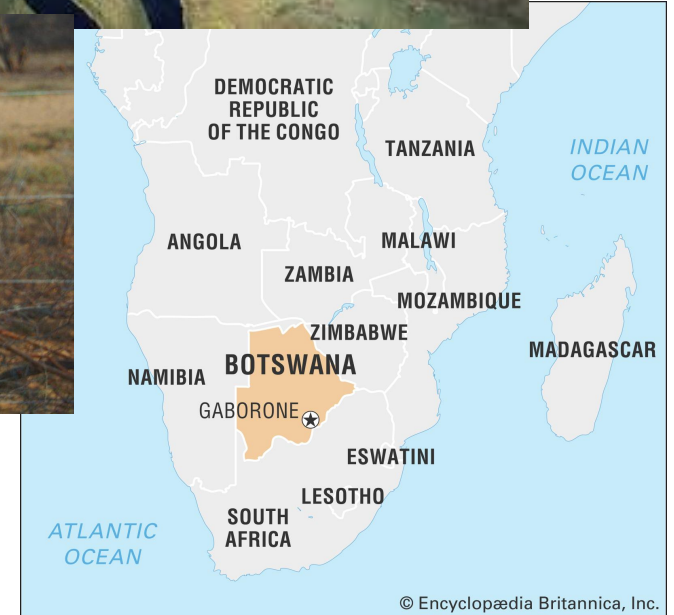 DEMOCRATIC
REPUBLIC
OF THE CONGO
TANZANIA
INDIAN
OCEAN
ANGOLA
MALAWI
ZAMBIA
MOZAMBIQUE
ZIMBABWE
MADAGASCAR
BOTSWANA
NAMIBIA
GABORONE
ESWATINI
LESOTHO
SOUTH
AFRICA
ATLANTIC
OCEAN
© Encyclopædia Britannica, Inc.